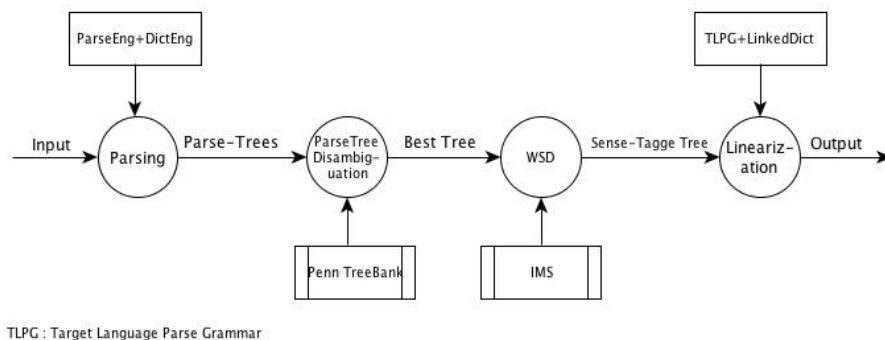 ParseEng+DictEng
TLPG+LinkedDict
Input
Parsing
Parse-Trees
ParseTree
Disambig-
uation
Best Tree
WSD
Sense-Tagge Tree
Lineariz-
ation
Output
Penn TreeBank
IMS
TLPG : Target Language Parse Grammar